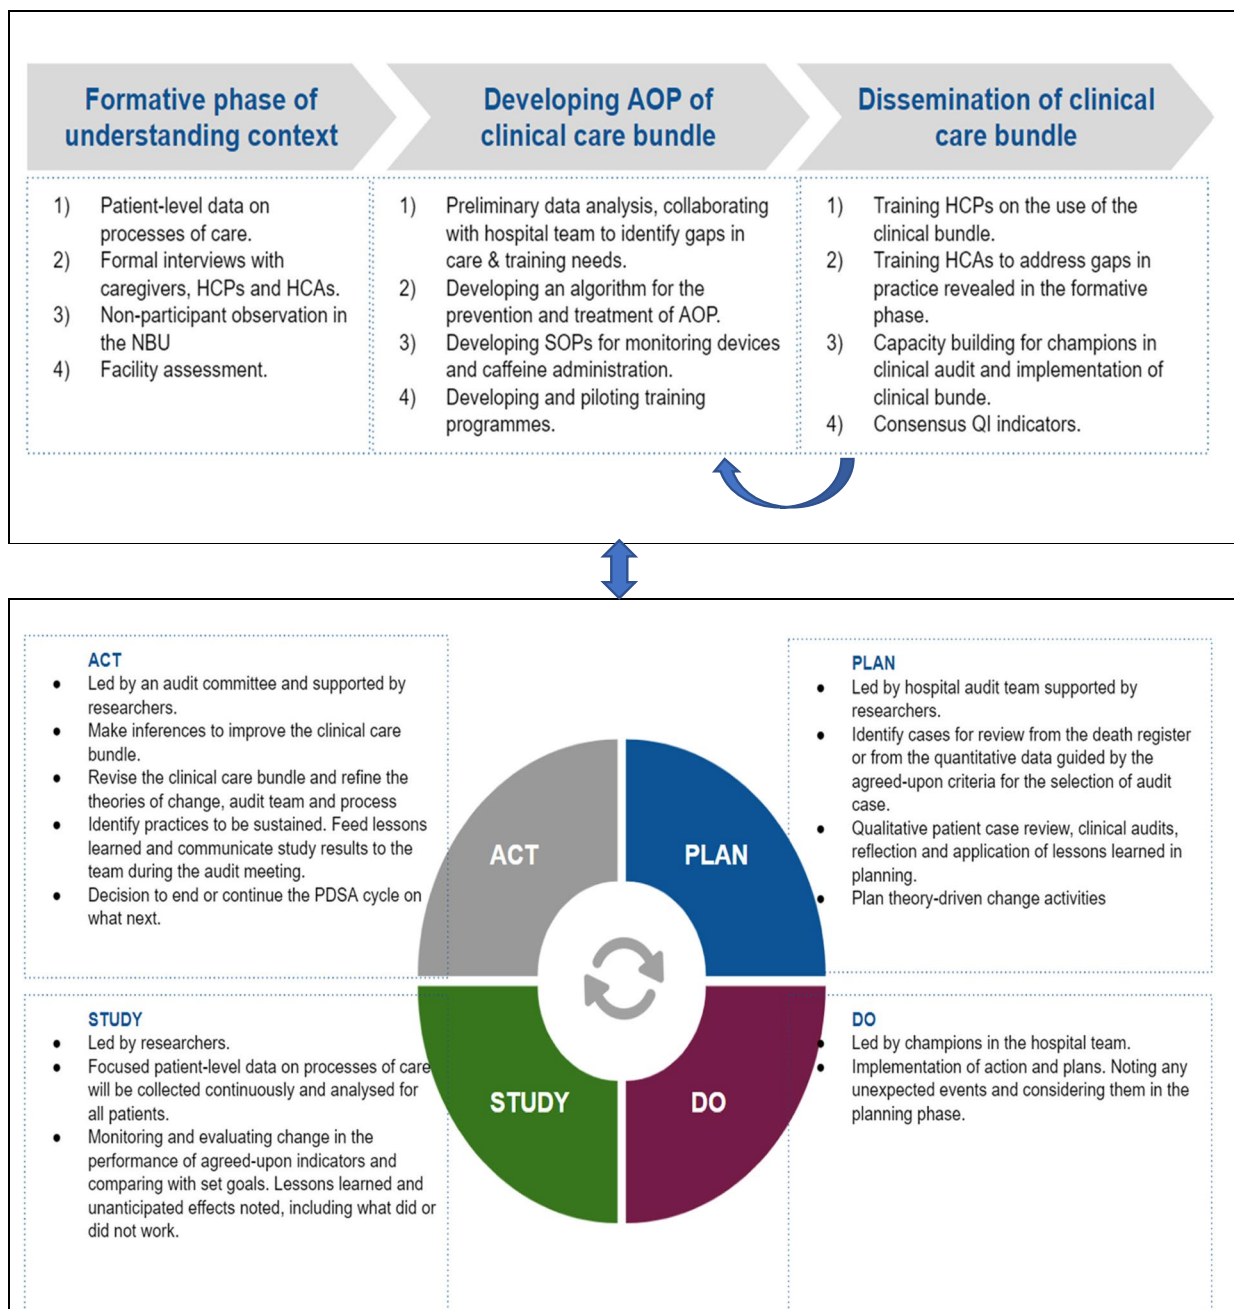 Formative phase of
understanding context
Developing AOP of
clinical care bundle
Dissemination of clinical
care bundle
1) Patient-level data on
processes of care.
2) Formal interviews with
caregivers, HCPs and HCAs.
3) Non-participant observation in
the NBU
4) Facility assessment.
1) Preliminary data analysis, collaborating
with hospital team to identify gaps in
care & training needs.
2) Developing an algorithm for the
prevention and treatment of AOP.
3) Developing SOPs for monitoring devices
and caffeine administration.
4) Developing and piloting training
programmes.
1) Training HCPs on the use of the
clinical bundle.
2) Training HCAs to address gaps in
practice revealed in the formative
phase.
3) Capacity building for champions in
clinical audit and implementation of
clinical bunde.
4) Consensus QI indicators.
ACT
● Led by an audit committee and supported by
researchers.
● Make inferences to improve the clinical care
bundle.
● Revise the clinical care bundle and refine the
theories of change, audit team and process
● Identify practices to be sustained. Feed lessons
learned and communicate study results to the
team during the audit meeting.
● Decision to end or continue the PDSA cycle on
what next.
PLAN
● Led by hospital audit team supported by
researchers.
● Identify cases for review from the death register
or from the quantitative data guided by the
agreed-upon criteria for the selection of audit
case.
● Qualitative patient case review, clinical audits,
reflection and application of lessons learned in
planning.
● Plan theory-driven change activities
ACT
PLAN
STUDY
DO
STUDY
● Led by researchers.
● Focused patient-level data on processes of care
will be collected continuously and analysed for
all patients.
● Monitoring and evaluating change in the
performance of agreed-upon indicators and
comparing with set goals. Lessons learned and
unanticipated effects noted, including what did or
did not work.
DO
● Led by champions in the hospital team.
● Implementation of action and plans. Noting any
unexpected events and considering them in the
planning phase.